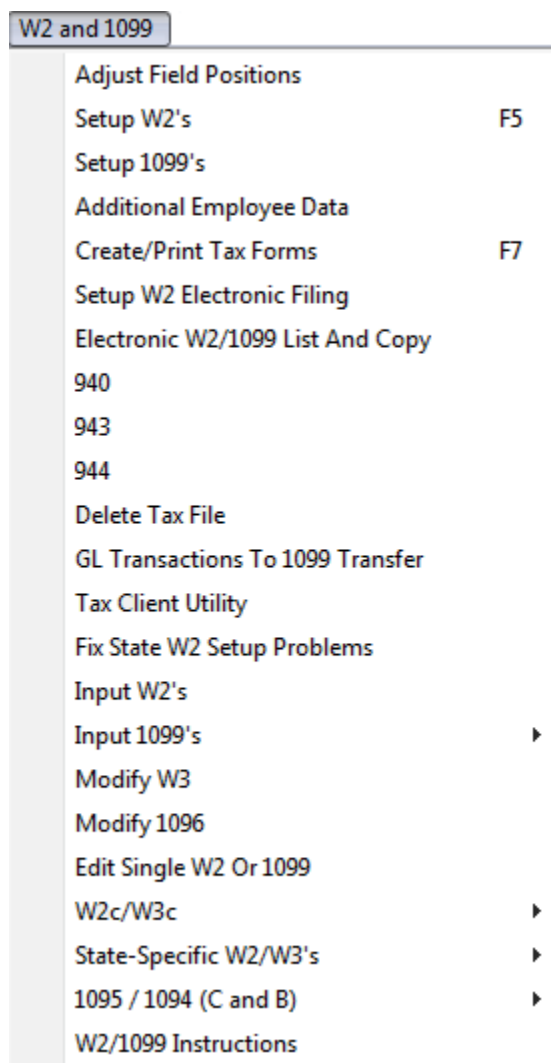 W2 and 1099
Adjust Field Positions
Setup W2's F5
Setup 1099's
Additional Employee Data
Create/Print Tax Forms F7
Setup W2 Electronic Filing
Electronic W2/1099 List And Copy
940
943
944
Delete Tax File
GL Transactions To 1099 Transfer
Tax Client Utility
Fix State W2 Setup Problems
Input W2's
Input 1099's
Modify W3
Modify 1096
Edit Single W2 Or 1099
W2c/W3c
State-Specific W2/W3's
1095 / 1094 (C and B)
W2/1099 Instructions